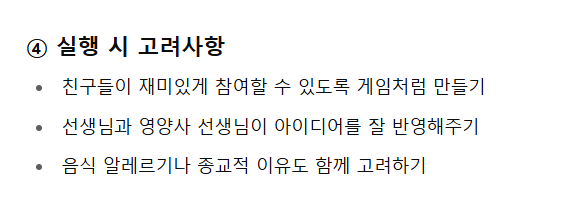 ④ 실행 시 고려사항
• 친구들이 재미있게 참여할 수 있도록 게임처럼 만들기
• 선생님과 영양사 선생님이 아이디어를 잘 반영해주기
• 음식 알레르기나 종교적 이유도 함께 고려하기